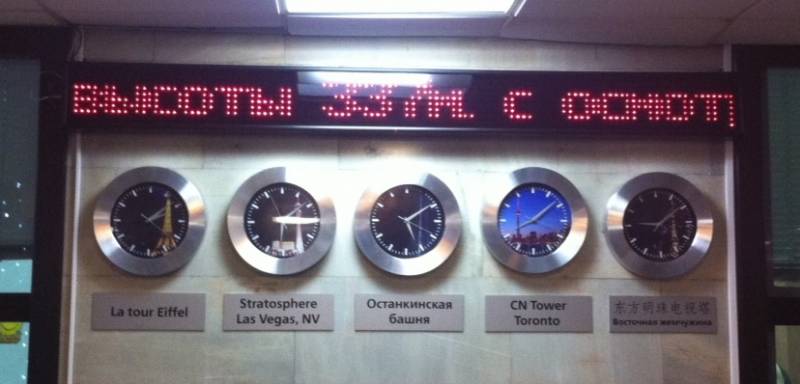 ВЫСОТЫ 337М. С ОСМОТ
La tour Eiffel
Stratosphere
Las Vegas, NV
Останкинская
башня
CN Tower
Toronto
东方明珠电视塔
Восточная жемчужина